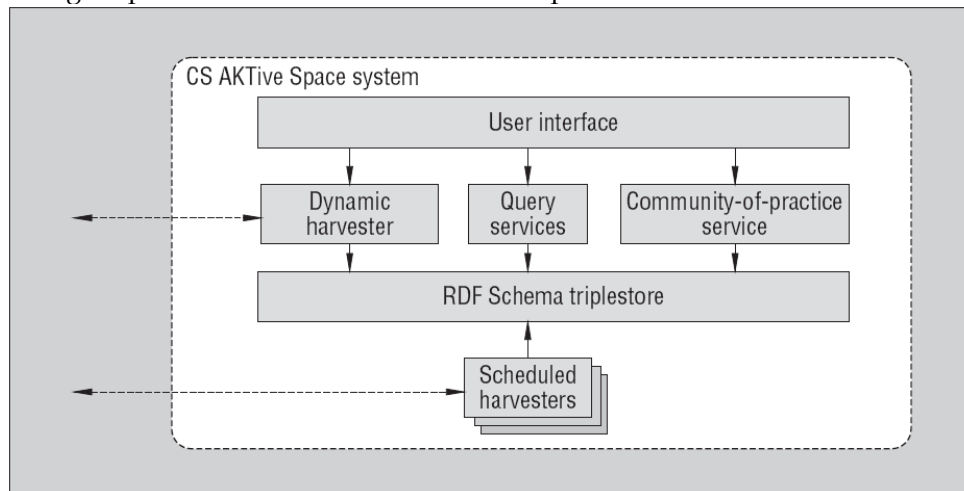 CS AKTive Space system
User interface
Dynamic
harvester
Query
services
Community-of-practice
service
RDF Schema triplestore
Scheduled
harvesters